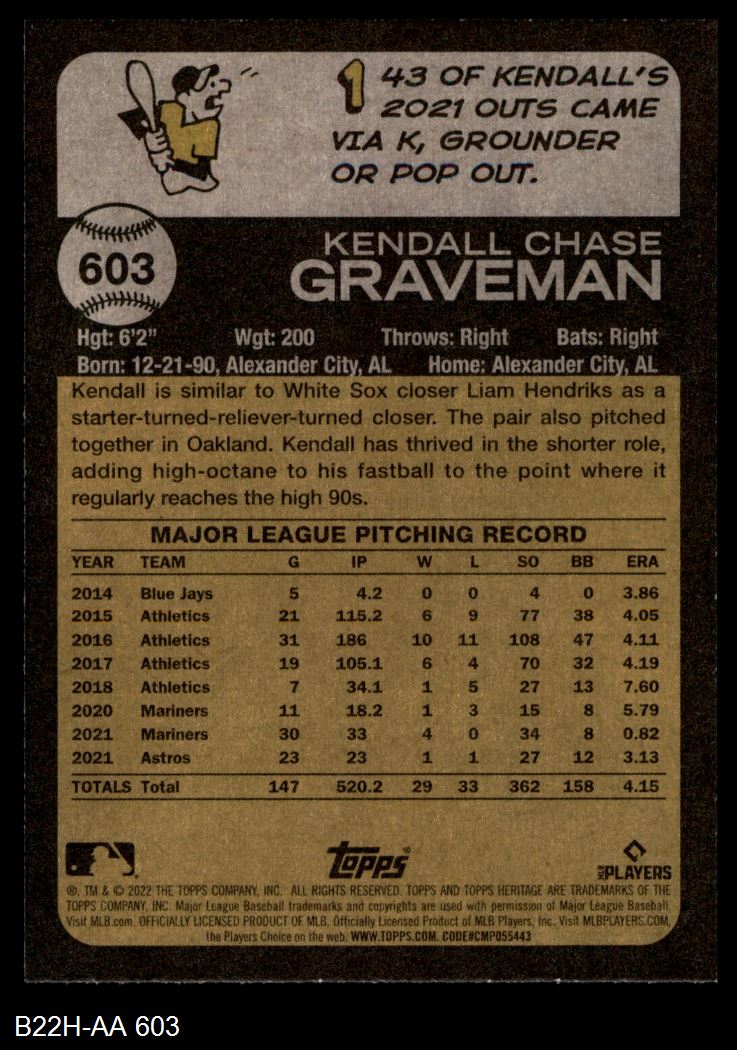 143 OF KENDALL'S
2021 OUTS CAME
VIA K, GROUNDER
OR POP OUT.
603
KENDALL CHASE
GRAVEMAN
Hgt: 6'2" Wgt: 200 Throws: Right Bats: Right
Born: 12-21-90, Alexander City, AL Home: Alexander City, AL
Kendall is similar to White Sox closer Liam Hendriks as a
starter-turned-reliever-turned closer. The pair also pitched
together in Oakland. Kendall has thrived in the shorter role,
adding high-octane to his fastball to the point where it
regularly reaches the high 90s.
MAJOR LEAGUE PITCHING RECORD
YEAR TEAM G IP W L SO BB ERA
2014 Blue Jays 5 4.2 0 0 4 0 3.86
2015 Athletics 21 115.2 6 9 77 38 4.05
2016 Athletics 31 186 10 11 108 47 4.11
2017 Athletics 19 105.1 6 4 70 32 4.19
2018 Athletics 7 34.1 1 5 27 13 7.60
2020 Mariners 11 18.2 1 3 15 8 5.79
2021 Mariners 30 33 4 0 34 8 0.82
2021 Astros 23 23 1 1 27 12 3.13
TOTALS Total 147 520.2 29 33 362 158 4.15
Topps® MLB PLAYERS
®, TM & © 2022 THE TOPPS COMPANY, INC. ALL RIGHTS RESERVED. TOPPS AND TOPPS HERITAGE ARE TRADEMARKS OF THE
TOPPS COMPANY, INC. Major League Baseball trademarks and copyrights are used with permission of Major League Baseball.
Visit MLB.com. OFFICIALLY LICENSED PRODUCT OF MLB. Officially Licensed Product of MLB Players, Inc. Visit MLBPLAYERS.COM,
the Players Choice on the web. WWW.TOPPS.COM. CODE#CMP055443
B22H-AA 603